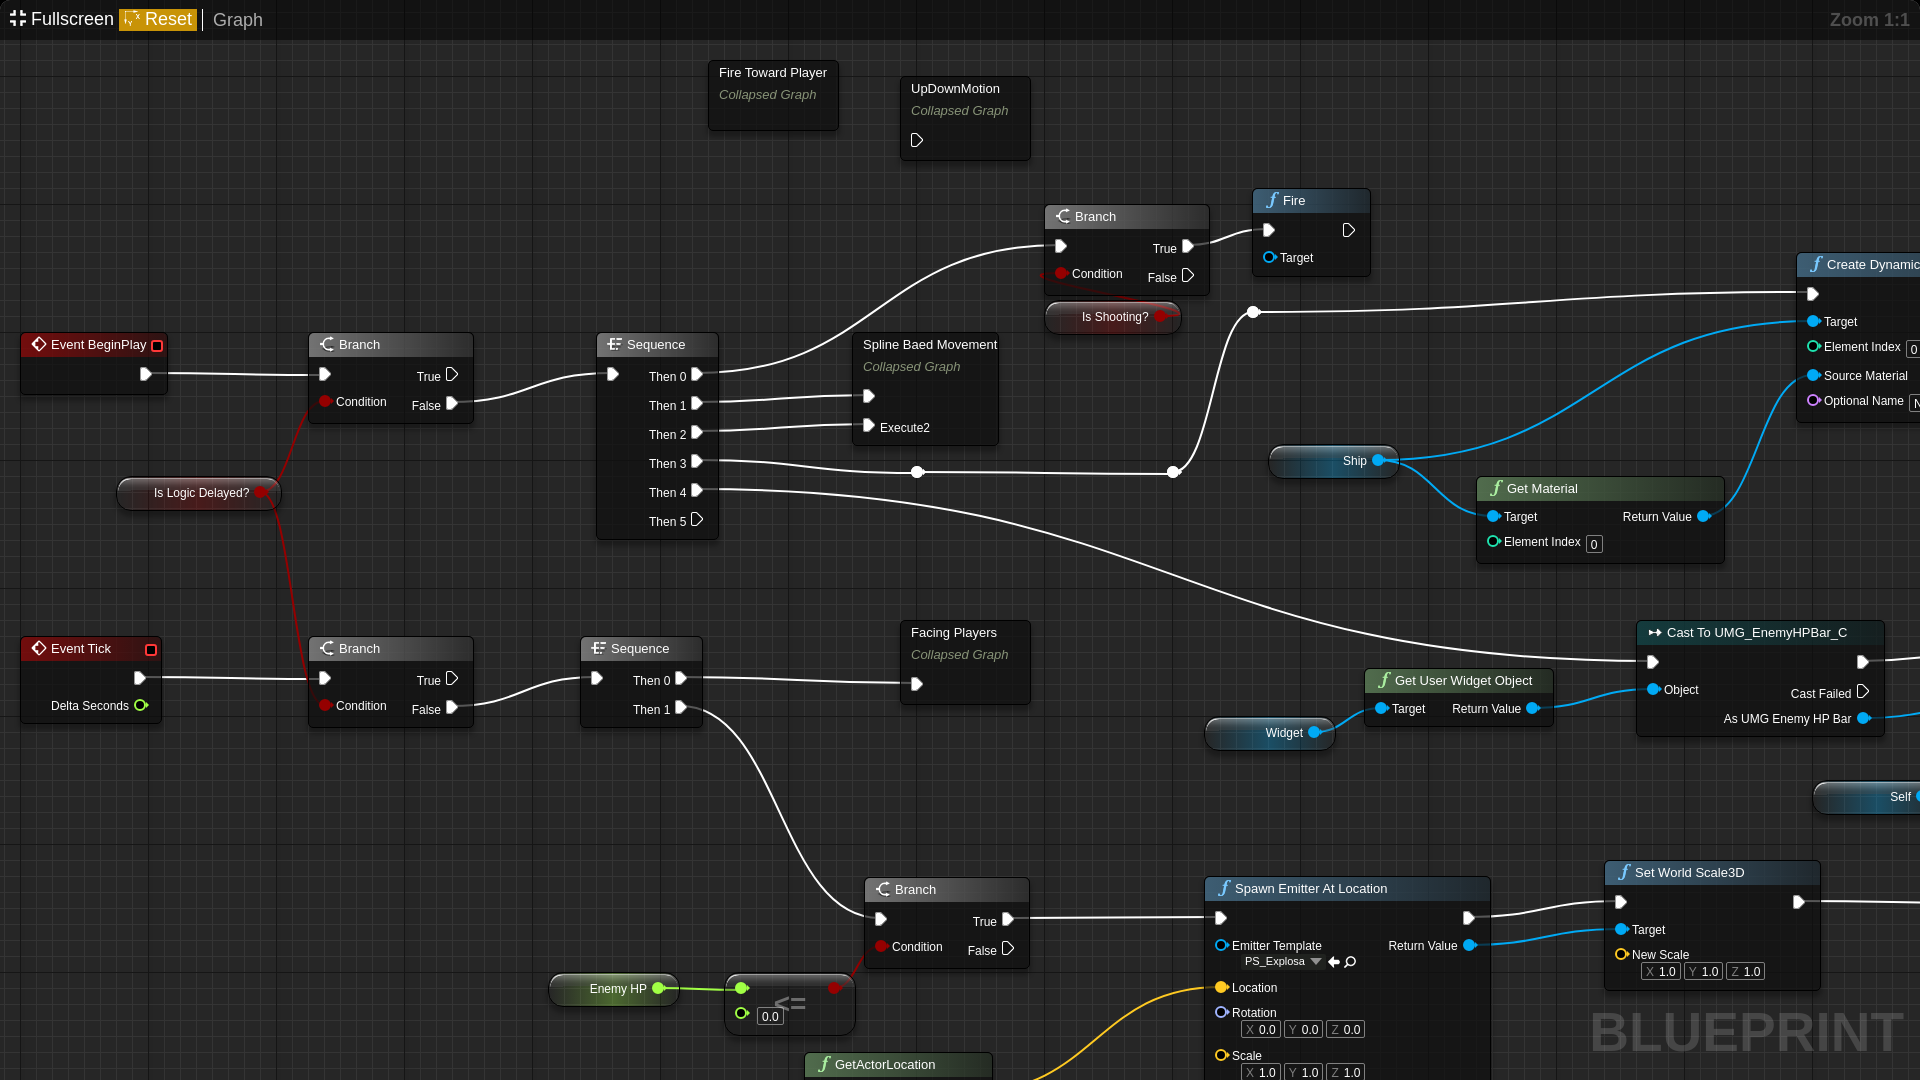 Fullscreen Reset Graph
Zoom 1:1
Fire Toward Player
Collapsed Graph
UpDownMotion
Collapsed Graph
Branch
True
Condition
False
Is Shooting?
Fire
Target
Create Dynamic
Target
Element Index 0
Source Material
Optional Name
Event BeginPlay
Branch
True
Condition
False
Sequence
Then 0
Then 1
Then 2
Then 3
Then 4
Then 5
Spline Baed Movement
Collapsed Graph
Execute2
Is Logic Delayed?
Ship
Get Material
Target
Return Value
Element Index 0
Event Tick
Delta Seconds
Branch
True
Condition
False
Sequence
Then 0
Then 1
Facing Players
Collapsed Graph
Widget
Get User Widget Object
Target
Return Value
Cast To UMG_EnemyHPBar_C
Object
Cast Failed
As UMG Enemy HP Bar
Self
Branch
True
Condition
False
Enemy HP
<=
0.0
GetActorLocation
Spawn Emitter At Location
Emitter Template
Return Value
PS_Explosa
Location
Rotation
X 0.0 Y 0.0 Z 0.0
Scale
X 1.0 Y 1.0 Z 1.0
Set World Scale3D
Target
New Scale
X 1.0 Y 1.0 Z 1.0
BLUEPRINT